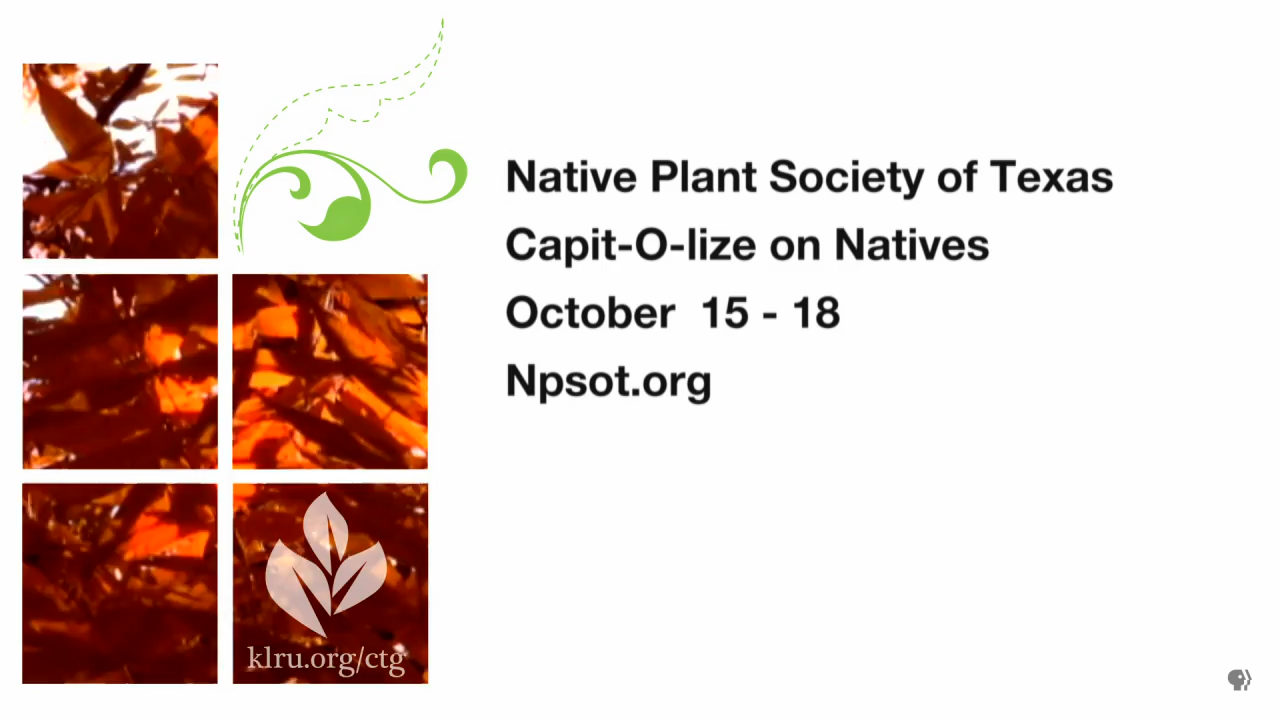 Native Plant Society of Texas
Capit-O-lize on Natives
October 15 - 18
Npsot.org
klru.org/ctg